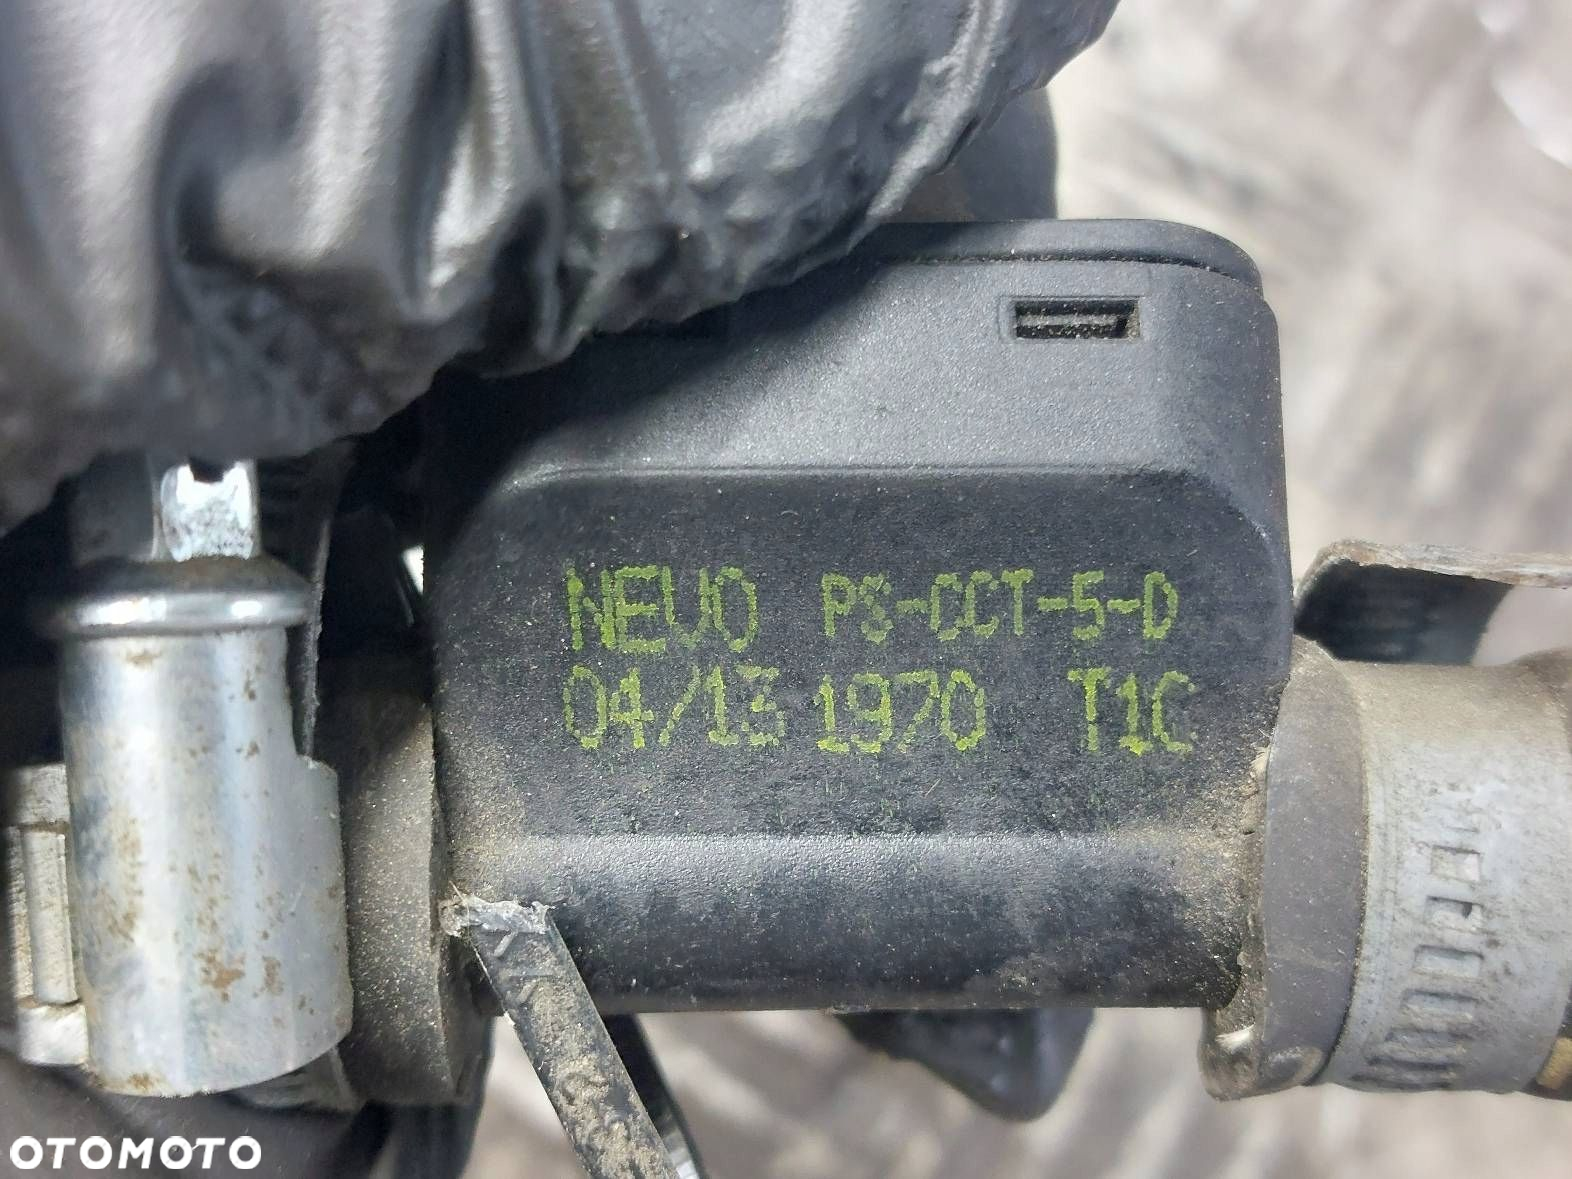 NEVO PS-CCT-5-D
04/13 1970 T1C
OTOMOTO